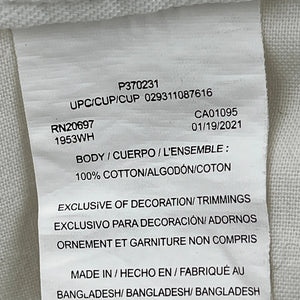 P370231
UPC/CUP/CUP 029311087616
RN20697 CA01095
1953WH 01/19/2021
BODY / CUERPO / L'ENSEMBLE :
100% COTTON/ALGODÓN/COTON
EXCLUSIVE OF DECORATION/ TRIMMINGS
EXCLUSIVO PARA DECORACIÓN/ ADORNOS
ORNEMENT ET GARNITURE NON COMPRIS
MADE IN / HECHO EN / FABRIQUÉ AU
BANGLADESH/ BANGLADESH/ BANGLADESH